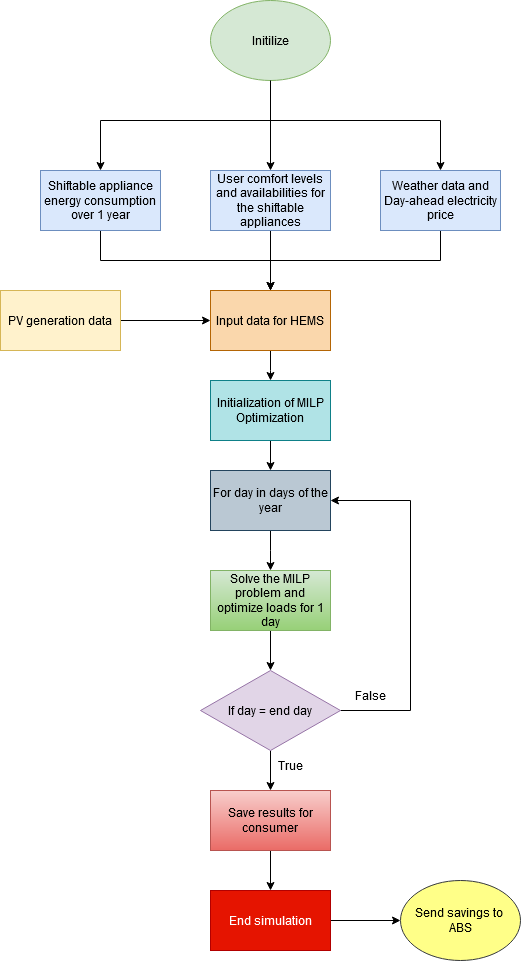 Initilize
Shiftable appliance
energy consumption
over 1 year
User comfort levels
and availabilities for
the shiftable
appliances
Weather data and
Day-ahead electricity
price
PV generation data
Input data for HEMS
Initialization of MILP
Optimization
For day in days of the
year
Solve the MILP
problem and
optimize loads for 1
day
If day = end day
False
True
Save results for
consumer
End simulation
Send savings to
ABS